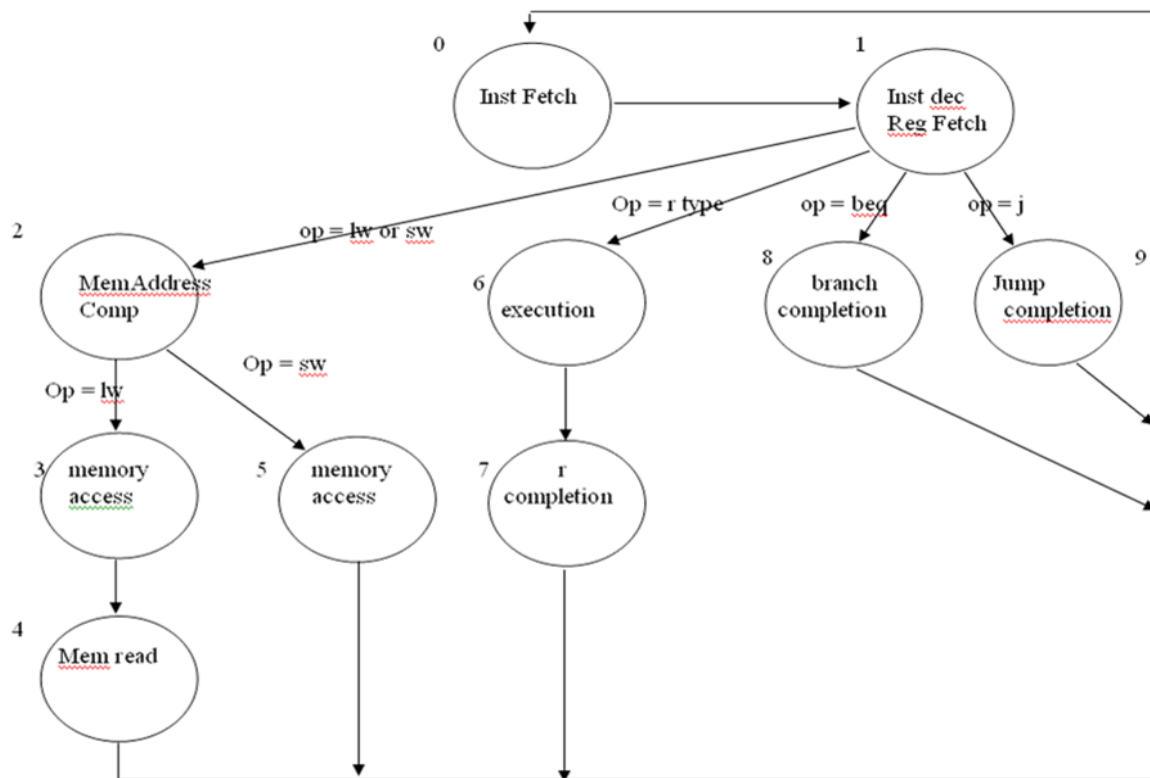 0
1
Inst Fetch
Inst dec
Reg Fetch
Op = r type
op = beq
op = j
2
op = lw or sw
6
8
9
MemAddress
Comp
execution
branch
completion
Jump
completion
Op = sw
Op = lw
3
memory
access
5
memory
access
7
r
completion
4
Mem read